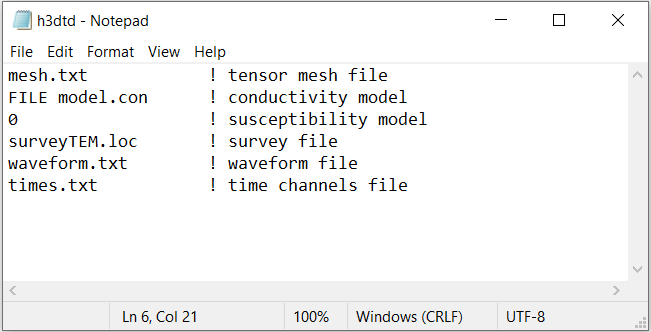 h3dtd - Notepad
File Edit Format View Help
mesh.txt ! tensor mesh file
FILE model.con ! conductivity model
0 ! susceptibility model
surveyTEM.loc ! survey file
waveform.txt ! waveform file
times.txt ! time channels file
Ln 6, Col 21 100% Windows (CRLF) UTF-8